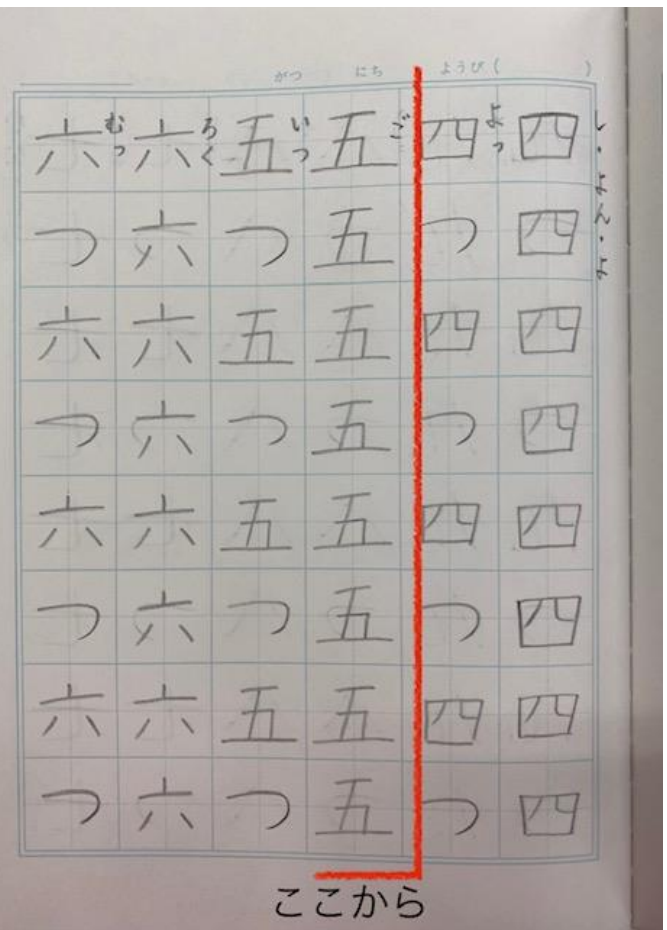 がつ にち ようび( )
し・よん・よ
四四四四四四四四
よっ
四つ四つ四つ四つ
ご
五五五五五五五五
いつ
五つ五つ五つ五つ
ろく
六六六六六六六六
むっ
六つ六つ六つ六つ
ここから